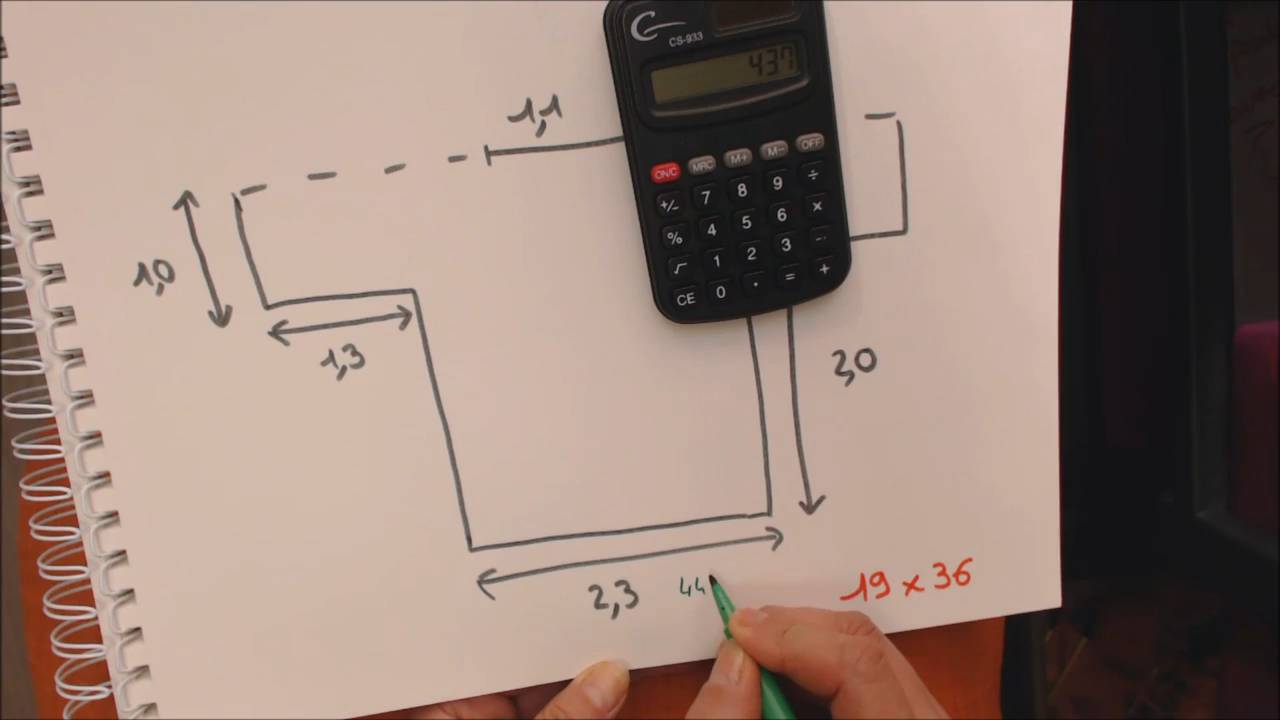 CS-933
437
1,1
ON/C MRC M+ M- OFF
+/- 7 8 9 ÷
% 4 5 6 ×
√ 1 2 3 -
CE 0 . = +
1,0
1,3
3,0
2,3
44
19 x 36